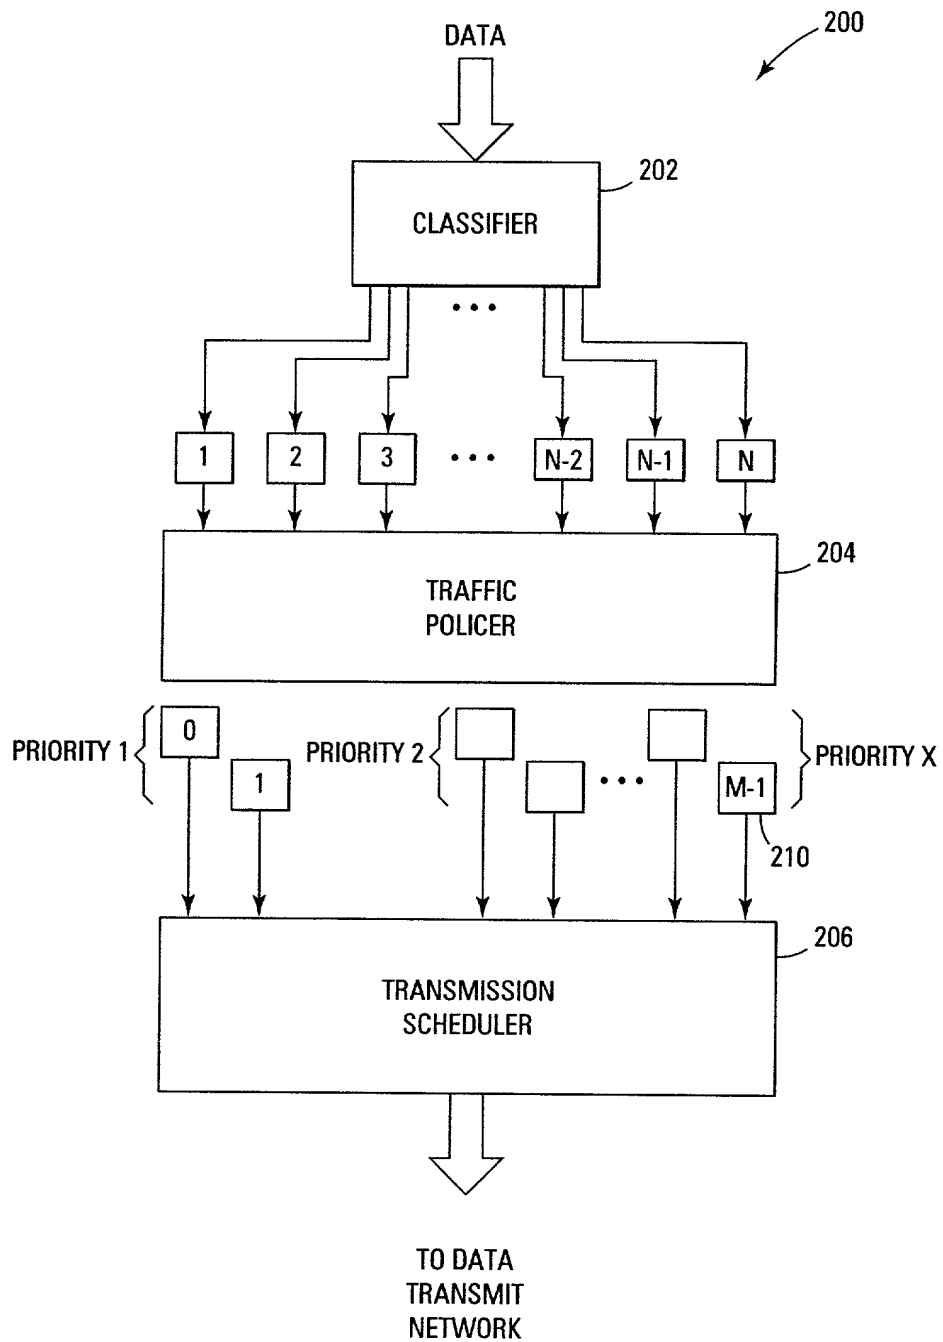 200
DATA
202
CLASSIFIER
• • •
1 2 3 • • • N-2 N-1 N
204
TRAFFIC
POLICER
PRIORITY 1 0 PRIORITY 2 PRIORITY X
1 • • • M-1
210
206
TRANSMISSION
SCHEDULER
TO DATA
TRANSMIT
NETWORK